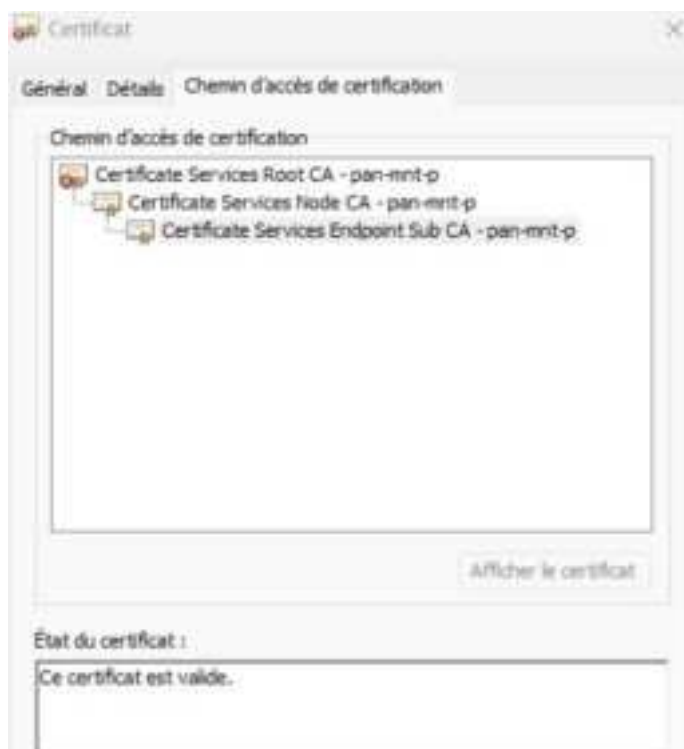 Certificat
Général Détails Chemin d'accès de certification
Chemin d'accès de certification
Certificate Services Root CA - pan-mnt-p
Certificate Services Node CA - pan-mnt-p
Certificate Services Endpoint Sub CA - pan-mnt-p
Afficher le certificat
État du certificat :
Ce certificat est valide.